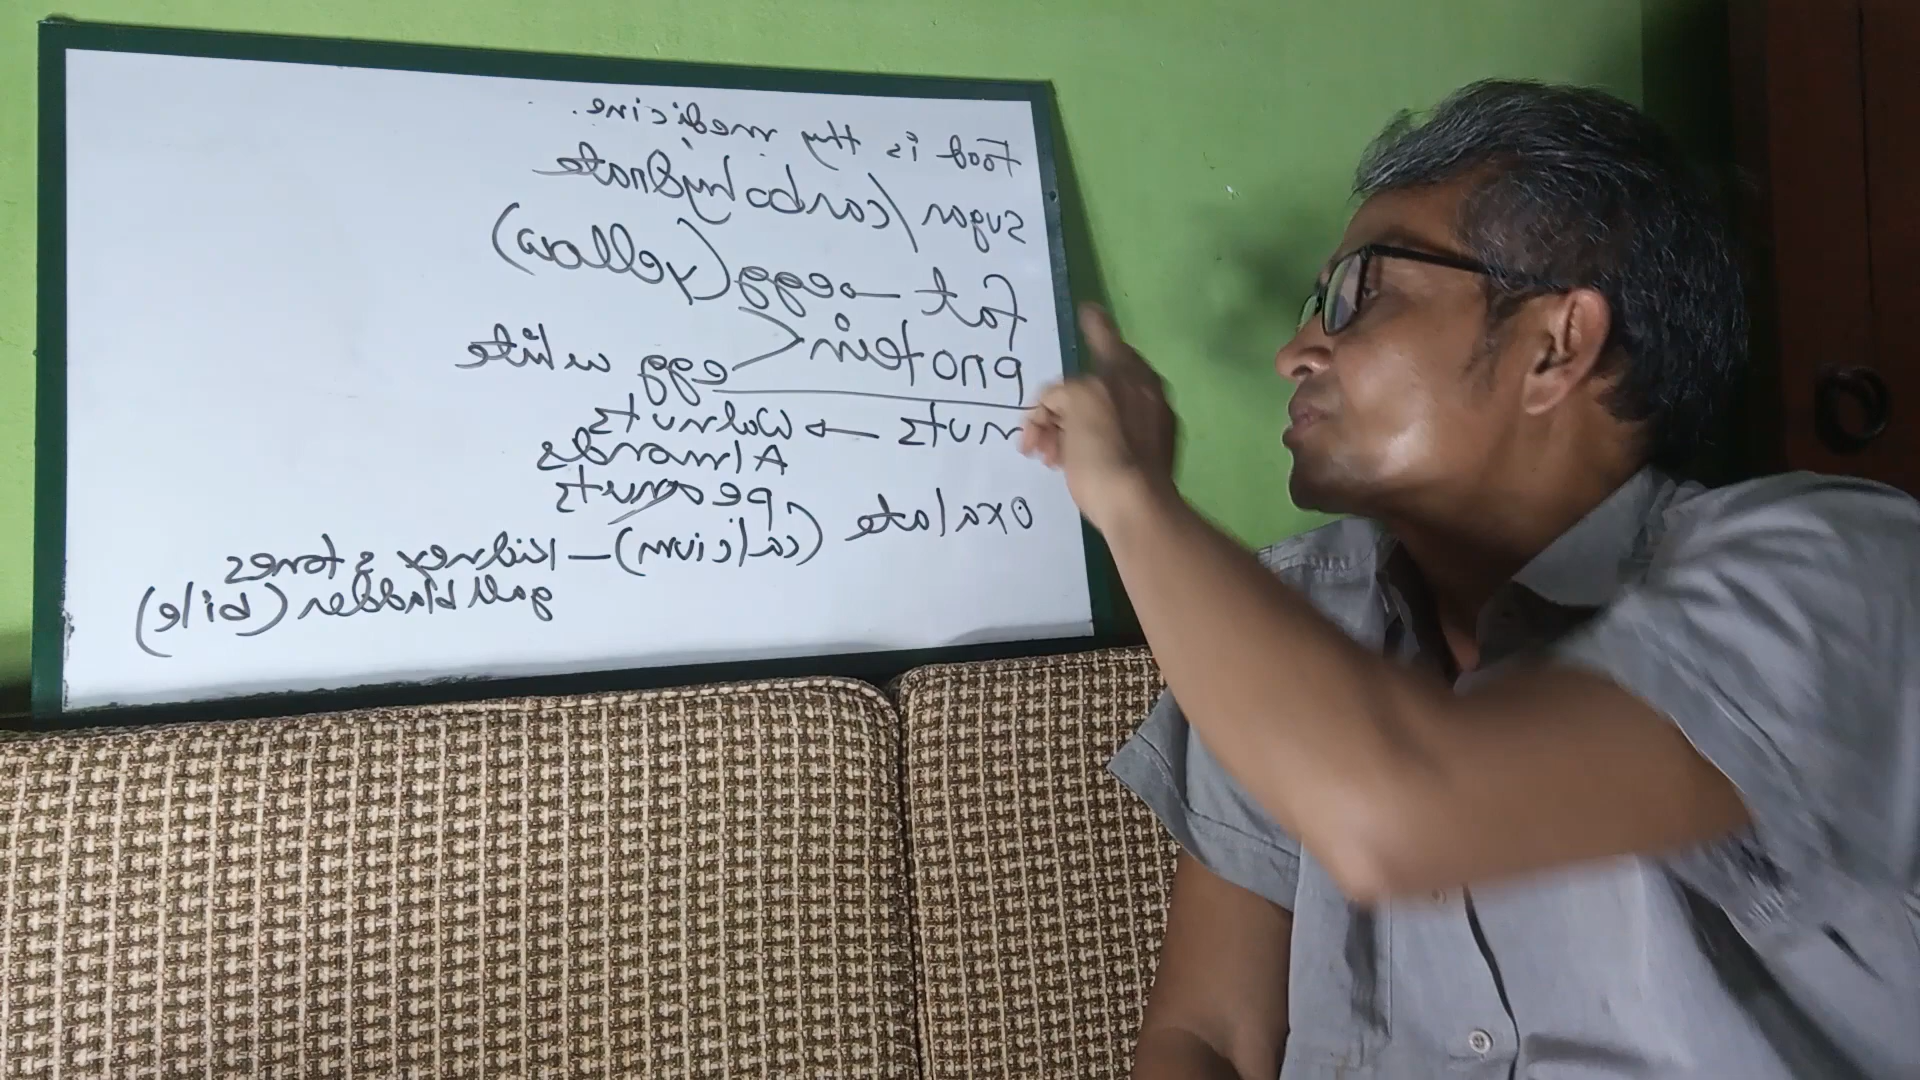 Food is thy medicine.
sugar/carbohydrate
fat → egg (yellow)
protein < egg white
nuts → Walnuts
Almonds
peanuts
Oxalate (calcium) – kidney stones
gall bladder (bile)